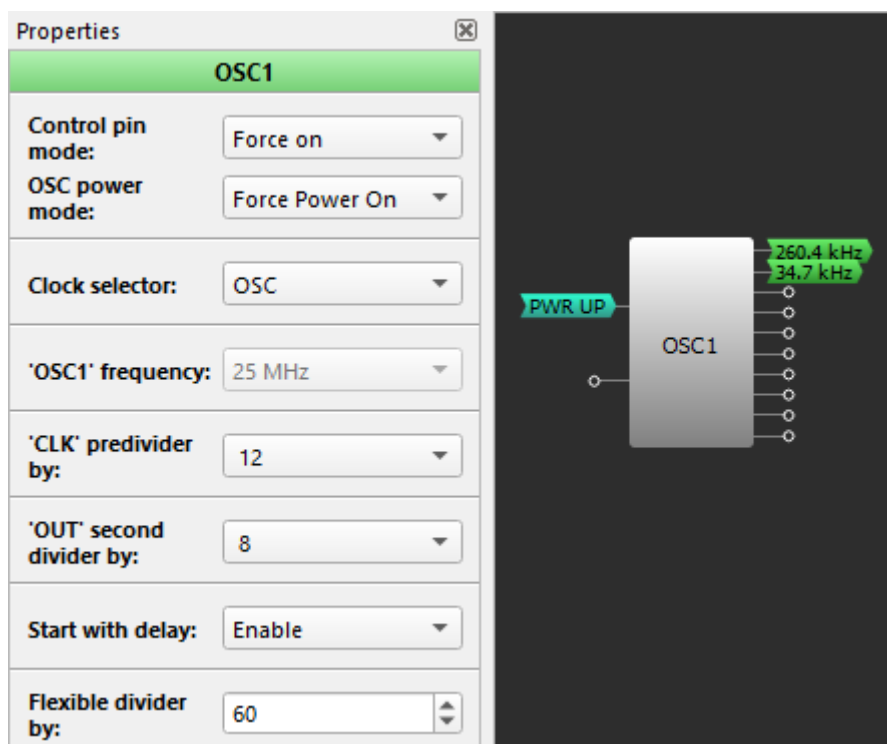 Properties
OSC1
Control pin
mode:
Force on
OSC power
mode:
Force Power On
Clock selector:
OSC
'OSC1' frequency:
25 MHz
'CLK' predivider
by:
12
'OUT' second
divider by:
8
Start with delay:
Enable
Flexible divider
by:
60
260.4 kHz
34.7 kHz
PWR UP
OSC1